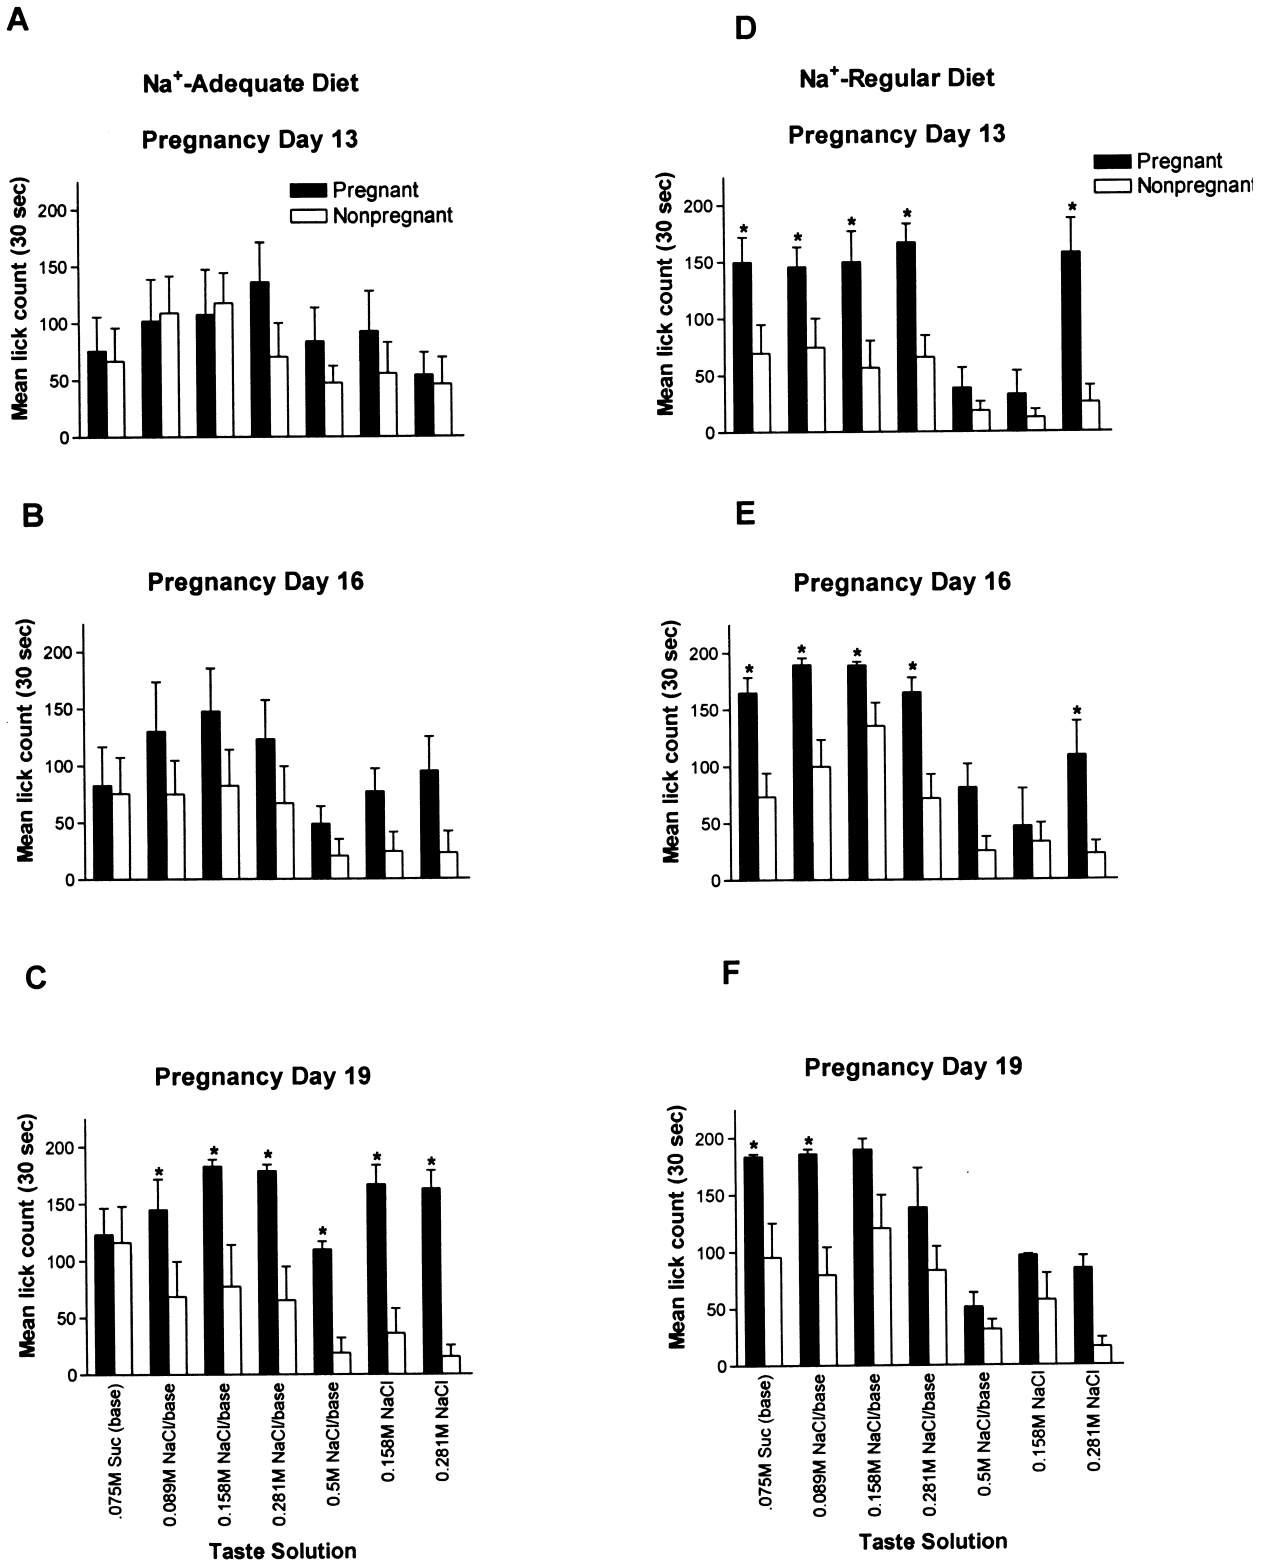 A
Na⁺-Adequate Diet
Pregnancy Day 13
Pregnant
Nonpregnant
Mean lick count (30 sec)
200
150
100
50
0
B
Pregnancy Day 16
Mean lick count (30 sec)
200
150
100
50
0
C
Pregnancy Day 19
Mean lick count (30 sec)
200
* * * * * *
150
100
50
0
.075M Suc (base)
0.089M NaCl/base
0.158M NaCl/base
0.281M NaCl/base
0.5M NaCl/base
0.158M NaCl
0.281M NaCl
Taste Solution
D
Na⁺-Regular Diet
Pregnancy Day 13
Pregnant
Nonpregnant
Mean lick count (30 sec)
200
* * * * *
150
100
50
0
E
Pregnancy Day 16
Mean lick count (30 sec)
200
* * * * *
150
100
50
0
F
Pregnancy Day 19
Mean lick count (30 sec)
200
* *
150
100
50
0
.075M Suc (base)
0.089M NaCl/base
0.158M NaCl/base
0.281M NaCl/base
0.5M NaCl/base
0.158M NaCl
0.281M NaCl
Taste Solution